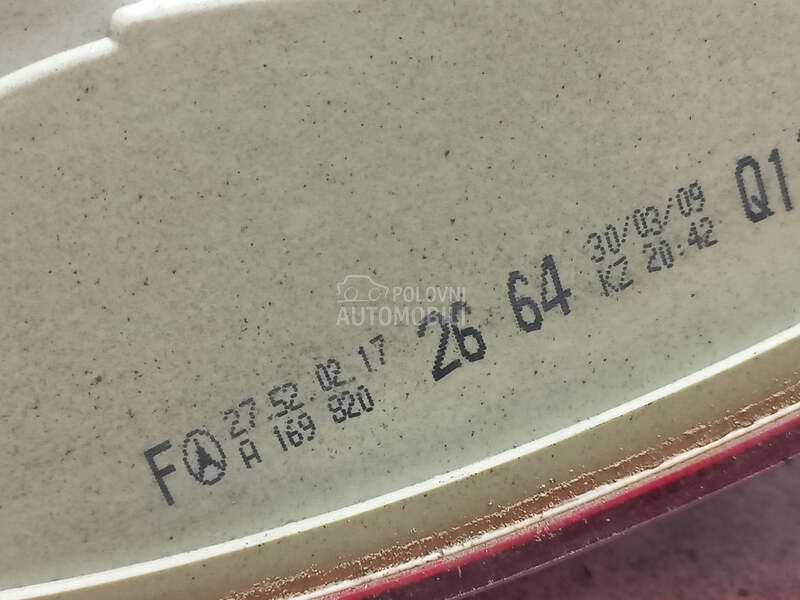 F 27.52.02.17 26 64 30/03/09 Q1
A 169 820 KZ 20:42
POLOVNI
AUTOMOBILI